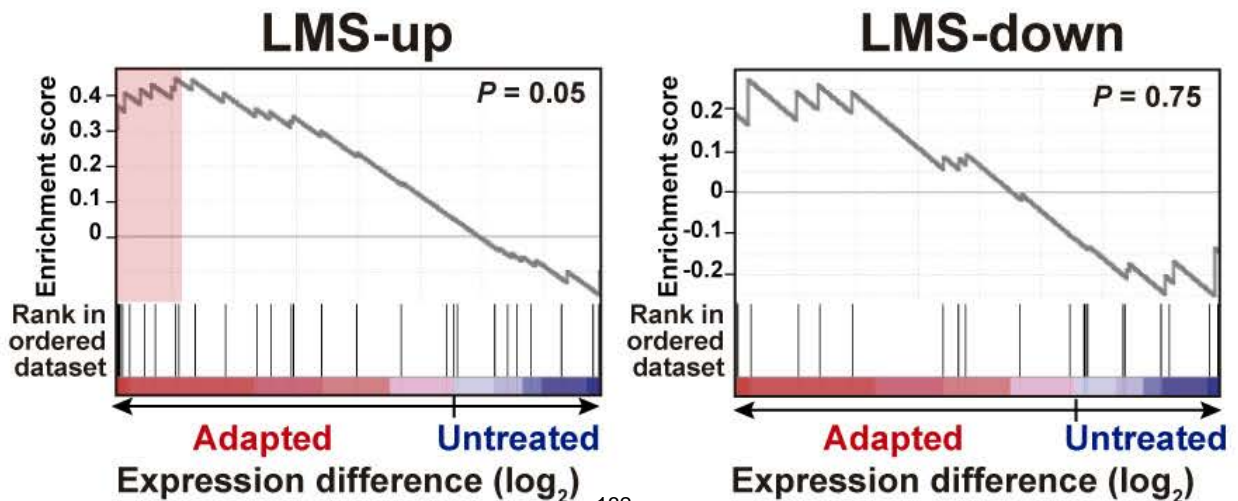 LMS-up
Enrichment score
0.4
0.3
0.2
0.1
0
P = 0.05
Rank in
ordered
dataset
Adapted
Untreated
Expression difference (log2)
LMS-down
Enrichment score
0.2
0.1
0
-0.1
-0.2
P = 0.75
Rank in
ordered
dataset
Adapted
Untreated
Expression difference (log2)